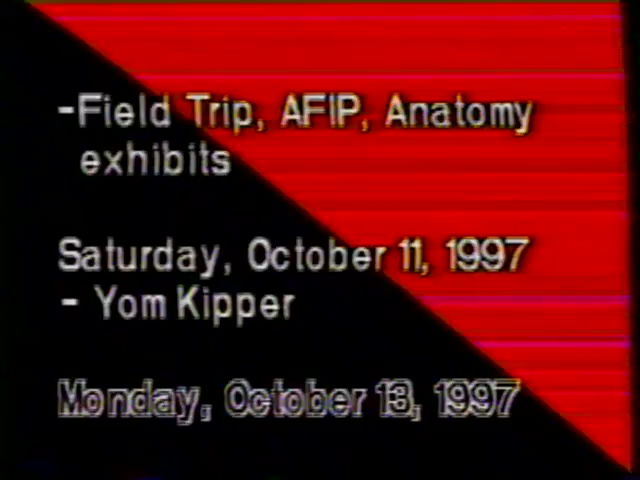 -Field Trip, AFIP, Anatomy
exhibits
Saturday, October 11, 1997
- Yom Kipper
Monday, October 13, 1997